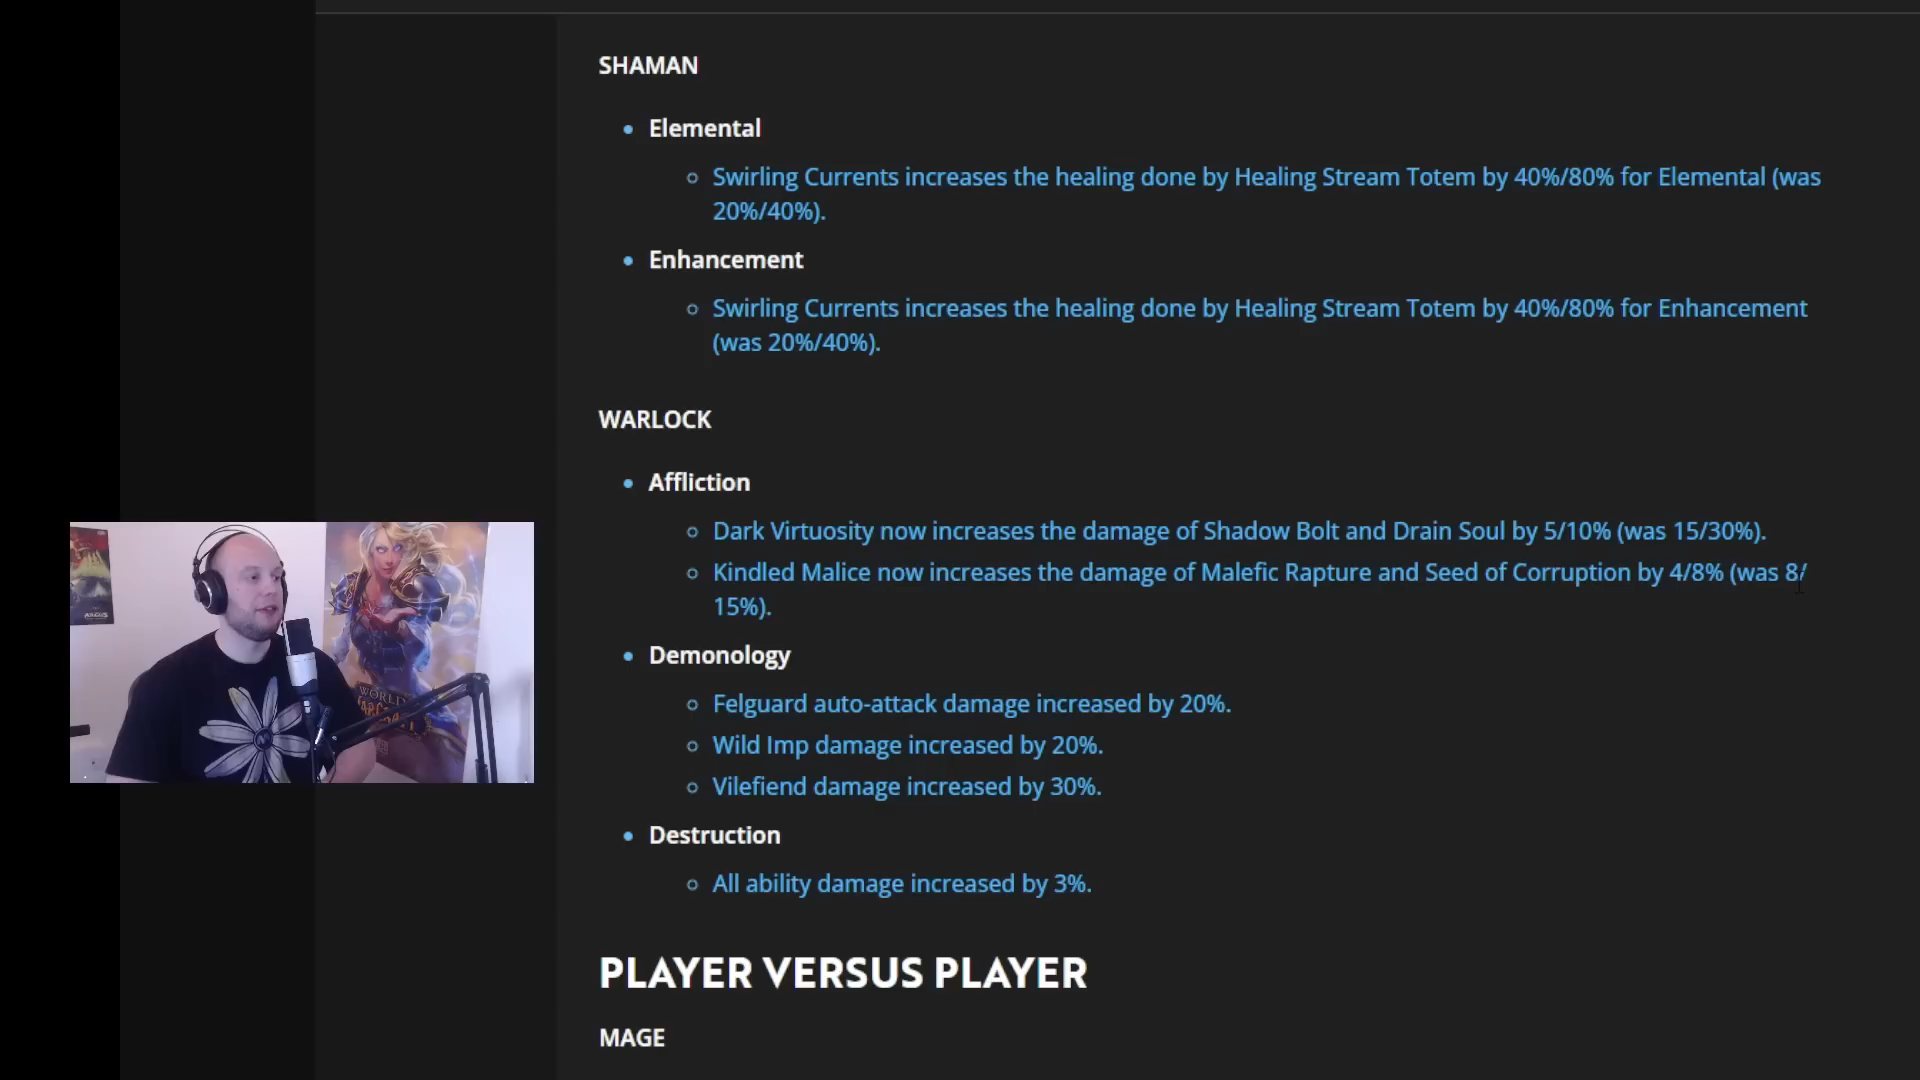 SHAMAN
Elemental
Swirling Currents increases the healing done by Healing Stream Totem by 40%/80% for Elemental (was
20%/40%).
Enhancement
Swirling Currents increases the healing done by Healing Stream Totem by 40%/80% for Enhancement
(was 20%/40%).
WARLOCK
Affliction
Dark Virtuosity now increases the damage of Shadow Bolt and Drain Soul by 5/10% (was 15/30%).
Kindled Malice now increases the damage of Malefic Rapture and Seed of Corruption by 4/8% (was 8/
15%).
Demonology
Felguard auto-attack damage increased by 20%.
Wild Imp damage increased by 20%.
Vilefiend damage increased by 30%.
Destruction
All ability damage increased by 3%.
PLAYER VERSUS PLAYER
MAGE
ARGUS
WORLD